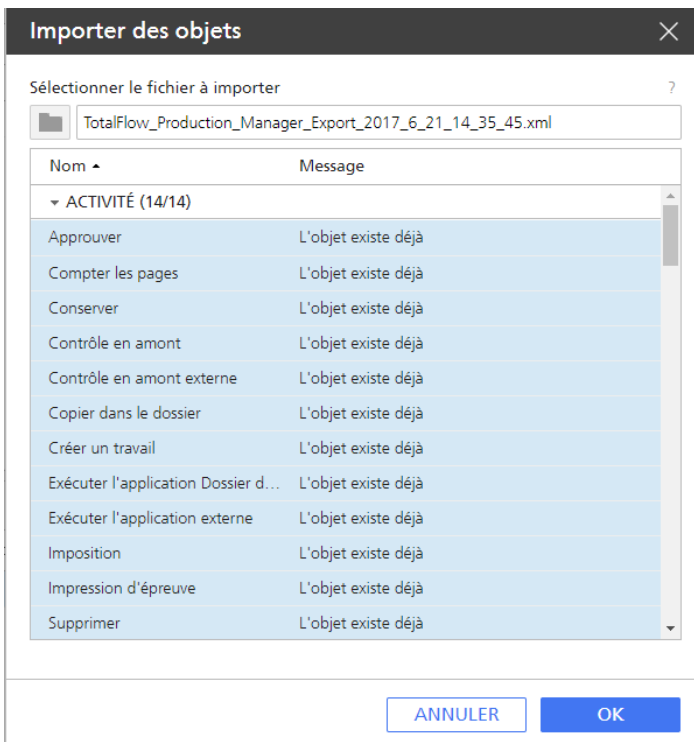 Importer des objets
Sélectionner le fichier à importer ?
TotalFlow_Production_Manager_Export_2017_6_21_14_35_45.xml
Nom Message
ACTIVITÉ (14/14)
Approuver L'objet existe déjà
Compter les pages L'objet existe déjà
Conserver L'objet existe déjà
Contrôle en amont L'objet existe déjà
Contrôle en amont externe L'objet existe déjà
Copier dans le dossier L'objet existe déjà
Créer un travail L'objet existe déjà
Exécuter l'application Dossier d... L'objet existe déjà
Exécuter l'application externe L'objet existe déjà
Imposition L'objet existe déjà
Impression d'épreuve L'objet existe déjà
Supprimer L'objet existe déjà
ANNULER OK